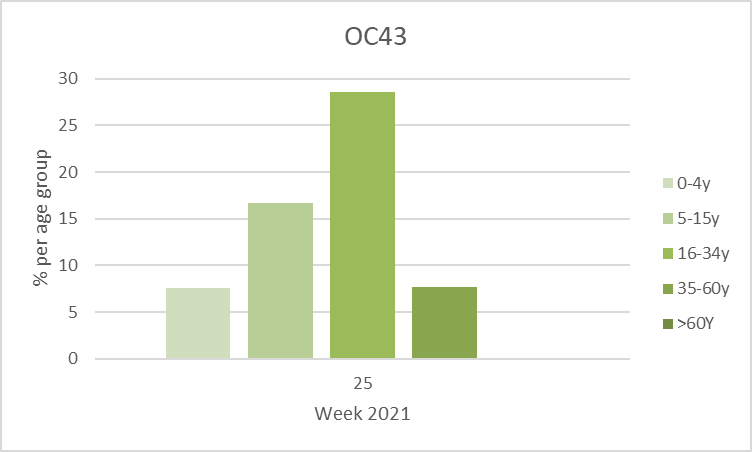 OC43
% per age group
30
25
20
15
10
5
0
25
Week 2021
0-4y
5-15y
16-34y
35-60y
>60Y